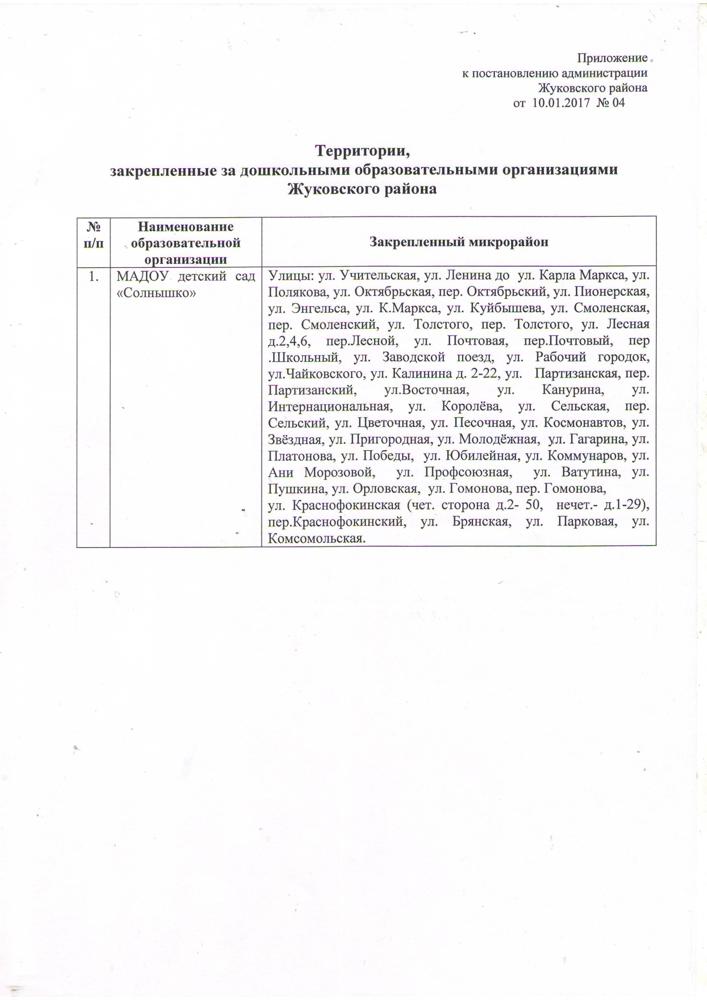 Приложение
к постановлению администрации
Жуковского района
от 10.01.2017 № 04
Территории,
закрепленные за дошкольными образовательными организациями
Жуковского района
№
п/п
Наименование
образовательной
организации
Закрепленный микрорайон
1.
МАДОУ детский сад
«Солнышко»
Улицы: ул. Учительская, ул. Ленина до ул. Карла Маркса, ул.
Полякова, ул. Октябрьская, пер. Октябрьский, ул. Пионерская,
ул. Энгельса, ул. К.Маркса, ул. Куйбышева, ул. Смоленская,
пер. Смоленский, ул. Толстого, пер. Толстого, ул. Лесная
д.2,4,6, пер.Лесной, ул. Почтовая, пер.Почтовый, пер
.Школьный, ул. Заводской поезд, ул. Рабочий городок,
ул.Чайковского, ул. Калинина д. 2-22, ул. Партизанская, пер.
Партизанский, ул.Восточная, ул. Канурина, ул.
Интернациональная, ул. Королёва, ул. Сельская, пер.
Сельский, ул. Цветочная, ул. Песочная, ул. Космонавтов, ул.
Звёздная, ул. Пригородная, ул. Молодёжная, ул. Гагарина, ул.
Платонова, ул. Победы, ул. Юбилейная, ул. Коммунаров, ул.
Ани Морозовой, ул. Профсоюзная, ул. Ватутина, ул.
Пушкина, ул. Орловская, ул. Гомонова, пер. Гомонова,
ул. Краснофокинская (чет. сторона д.2- 50, нечет.- д.1-29),
пер.Краснофокинский, ул. Брянская, ул. Парковая, ул.
Комсомольская.